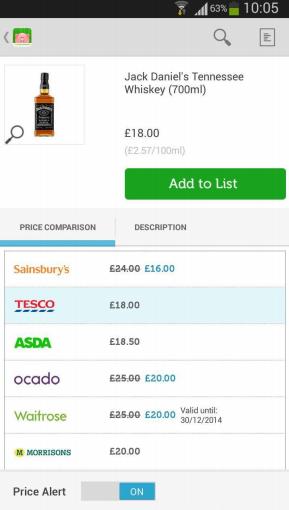 63% 10:05
Jack Daniel's Tennessee
Whiskey (700ml)
£18.00
(£2.57/100ml)
Add to List
PRICE COMPARISON DESCRIPTION
Sainsbury's £24.00 £16.00
TESCO £18.00
ASDA £18.50
ocado £25.00 £20.00
Waitrose £25.00 £20.00 Valid until:
30/12/2014
M MORRISONS £20.00
Price Alert ON